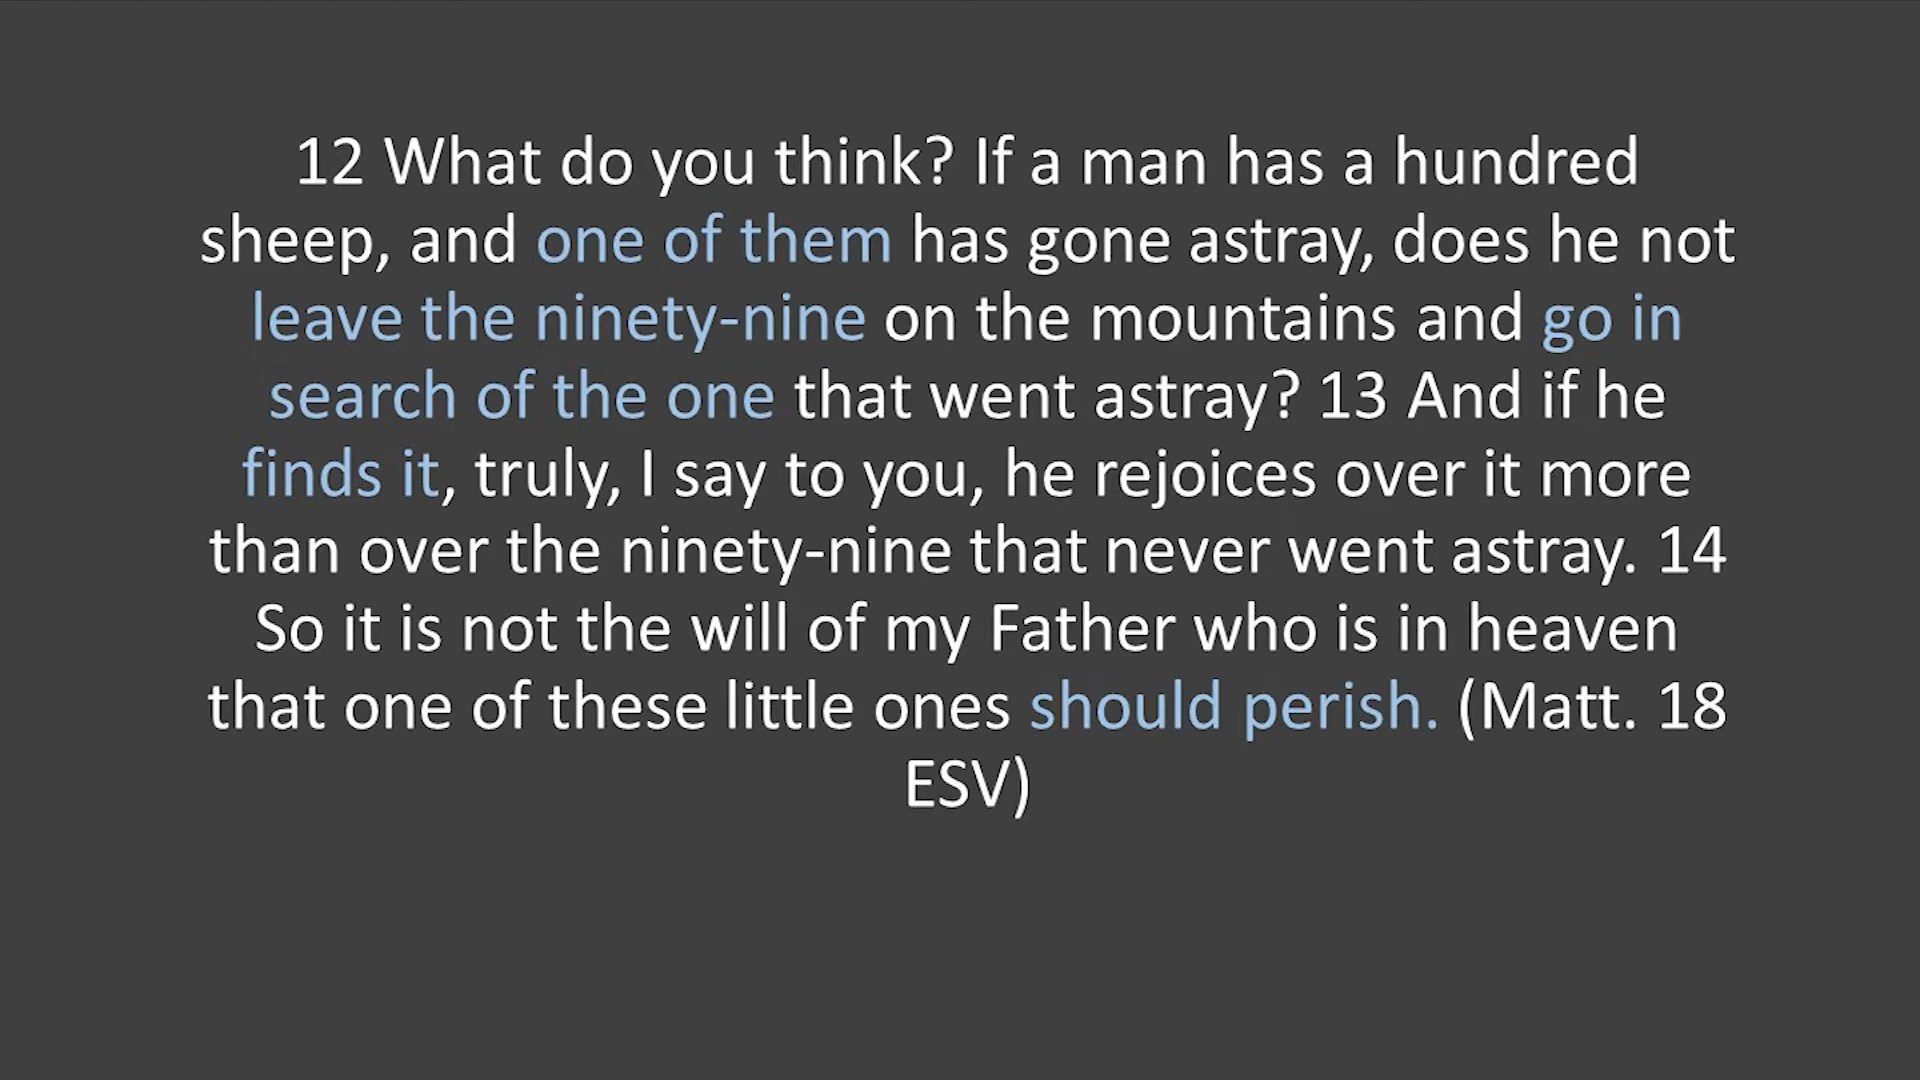 12 What do you think? If a man has a hundred
sheep, and one of them has gone astray, does he not
leave the ninety-nine on the mountains and go in
search of the one that went astray? 13 And if he
finds it, truly, I say to you, he rejoices over it more
than over the ninety-nine that never went astray. 14
So it is not the will of my Father who is in heaven
that one of these little ones should perish. (Matt. 18
ESV)